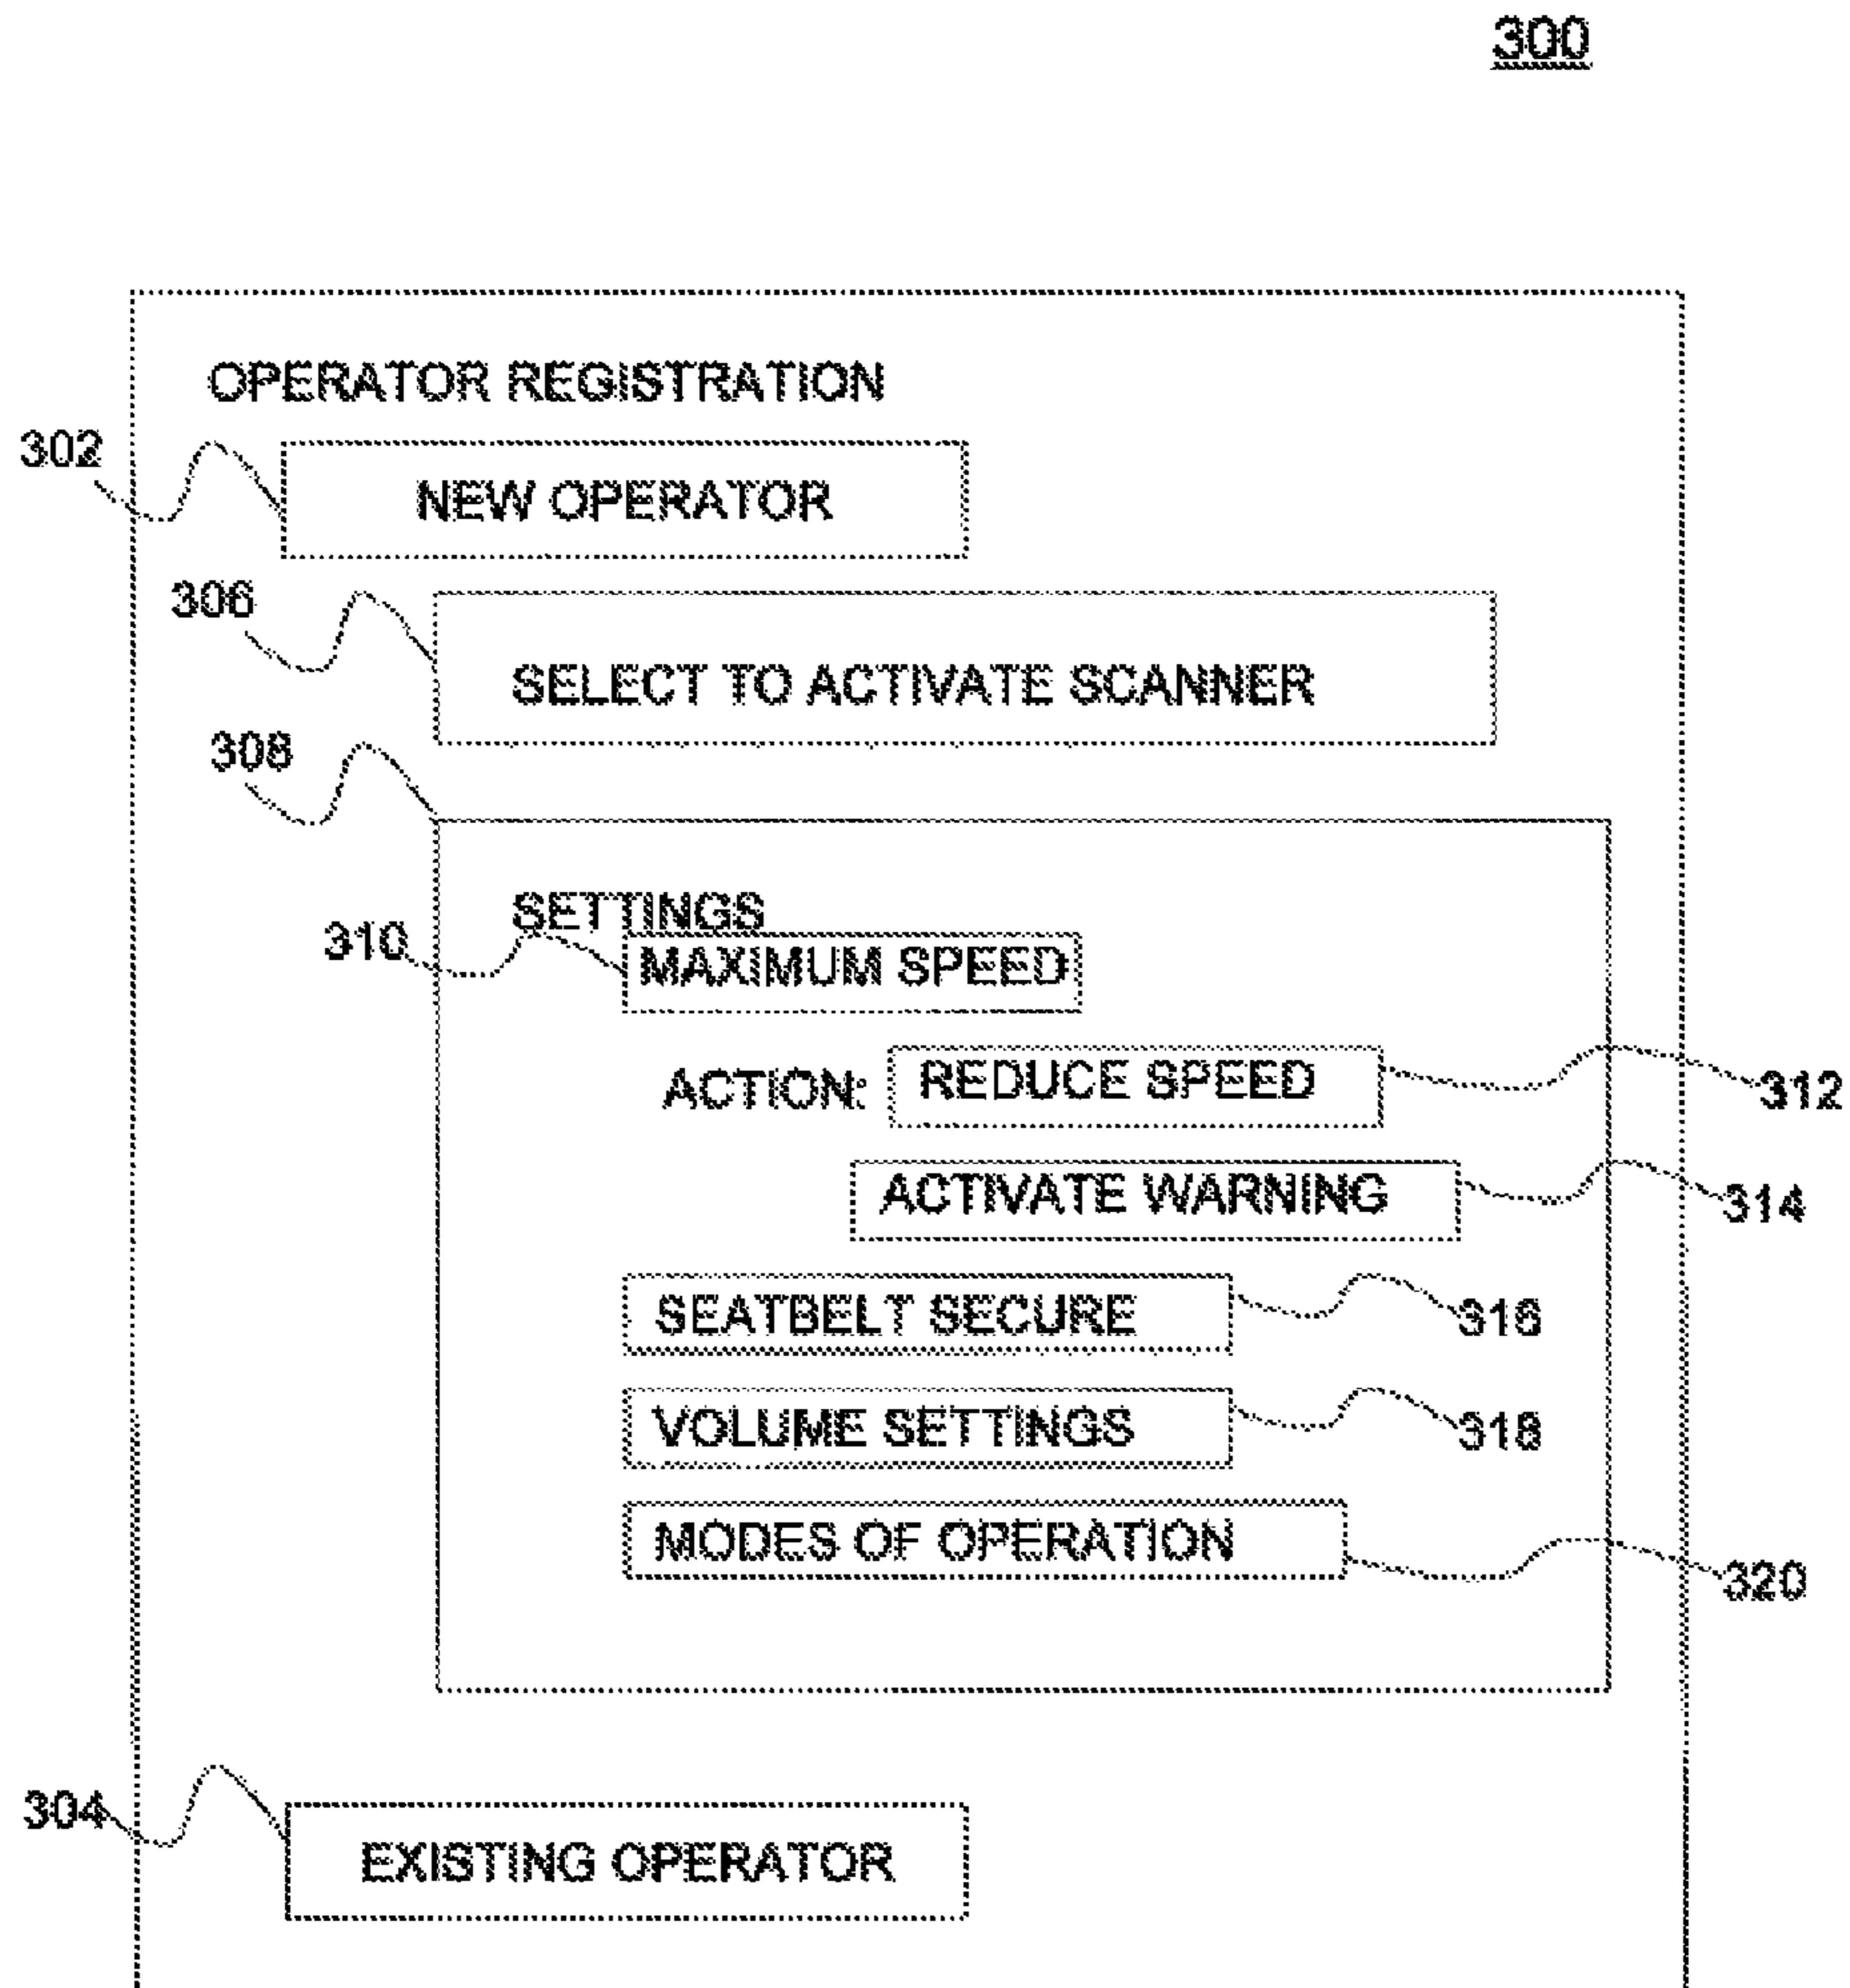 300
OPERATOR REGISTRATION
302
NEW OPERATOR
306
SELECT TO ACTIVATE SCANNER
308
SETTINGS
310
MAXIMUM SPEED
ACTION: REDUCE SPEED
312
ACTIVATE WARNING
314
SEATBELT SECURE
316
VOLUME SETTINGS
318
MODES OF OPERATION
320
304
EXISTING OPERATOR